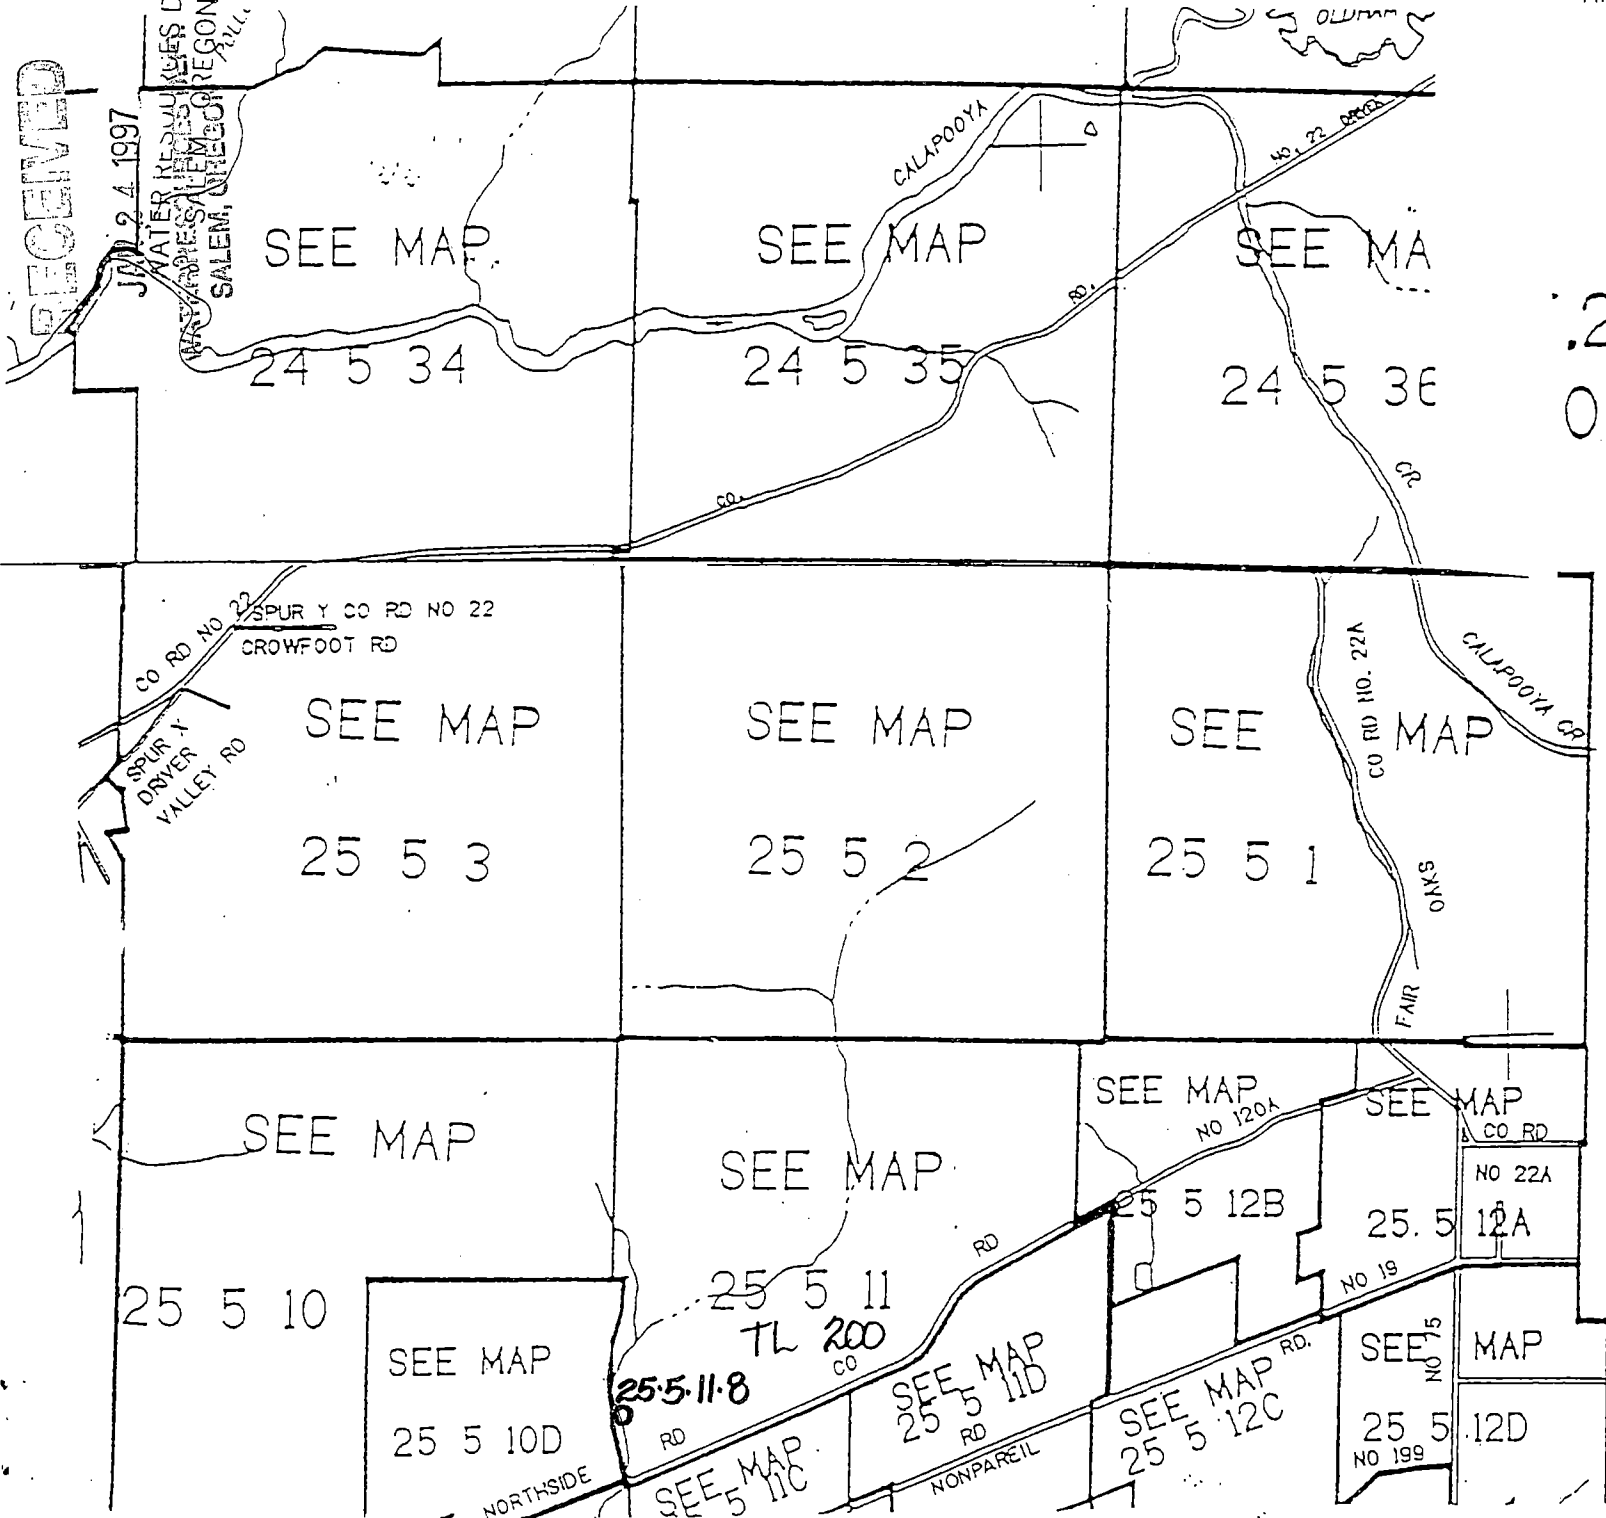 RECEIVED
JAN 2 4 1997
WATER RESOURCES D
SALEM, OREGON
CALAPOOYA
NO. 22
SEE MAP
SEE MAP
SEE MA
RD.
24 5 34
24 5 35
24 5 36
.2
0
CR
CO.
CO RD NO 22
SPUR Y CO RD NO 22
CROWFOOT RD
SPUR X
DRIVER
VALLEY RD
SEE MAP
SEE MAP
SEE MAP
CO RD NO. 22A
CALAPOOYA CR
25 5 3
25 5 2
25 5 1
FAIR OAKS
SEE MAP
SEE MAP
SEE MAP
SEE MAP
NO 120A
CO RD
NO 22A
25 5 12B
25. 5 12A
RD
NO 19
25 5 10
25 5 11
TL 200
CO
SEE MAP
25 5 10D
25·5·11·8
RD
NORTHSIDE
SEE MAP
5 11C
SEE MAP
25 5 11D
RD
NONPAREIL
SEE MAP
25 5 12C
RD.
SEE MAP
NO 75
25 5 12D
NO 199